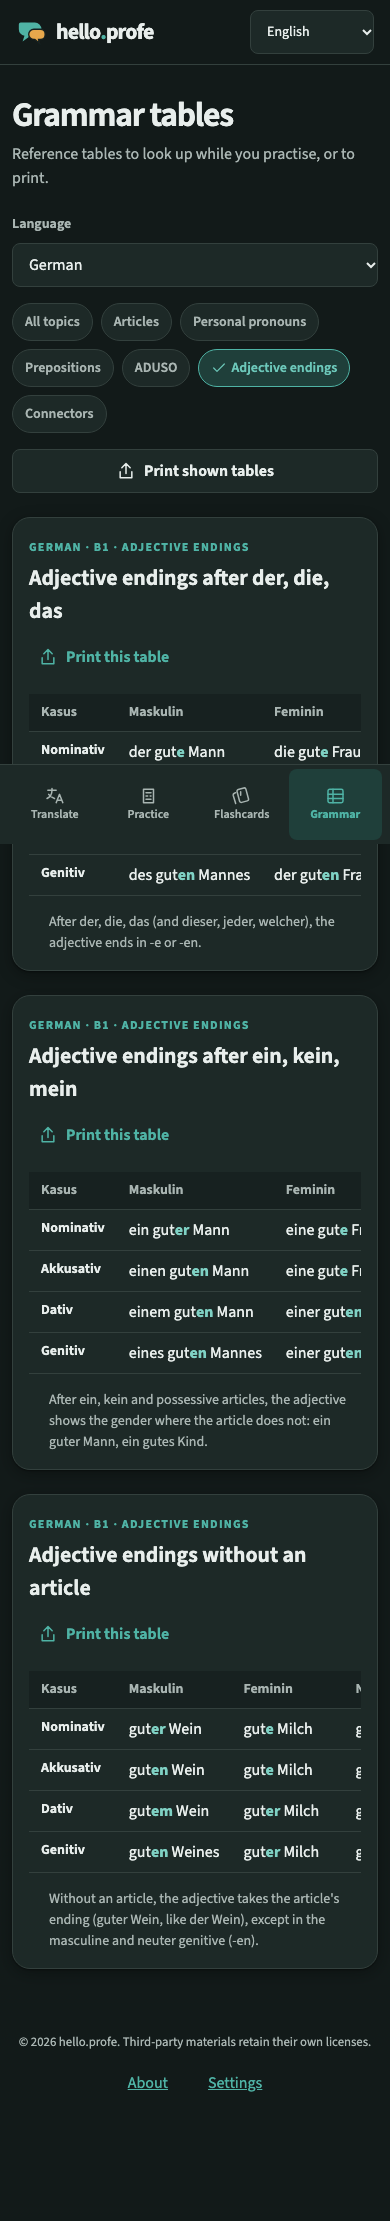 hello.profe
English
Grammar tables
Reference tables to look up while you practise, or to
print.
Language
German
All topics
Articles
Personal pronouns
Prepositions
ADUSO
Adjective endings
Connectors
Print shown tables
GERMAN · B1 · ADJECTIVE ENDINGS
Adjective endings after der, die,
das
Print this table
Kasus Maskulin Feminin
Nominativ der gute Mann die gute Frau
Translate Practice Flashcards Grammar
Genitiv des guten Mannes der guten
After der, die, das (and dieser, jeder, welcher), the
adjective ends in -e or -en.
GERMAN · B1 · ADJECTIVE ENDINGS
Adjective endings after ein, kein,
mein
Print this table
Kasus Maskulin Feminin
Nominativ ein guter Mann eine gute
Akkusativ einen guten Mann eine gute
Dativ einem guten Mann einer guten
Genitiv eines guten Mannes einer guten
After ein, kein and possessive articles, the adjective
shows the gender where the article does not: ein
guter Mann, ein gutes Kind.
GERMAN · B1 · ADJECTIVE ENDINGS
Adjective endings without an
article
Print this table
Kasus Maskulin Feminin
Nominativ guter Wein gute Milch
Akkusativ guten Wein gute Milch
Dativ gutem Wein guter Milch
Genitiv guten Weines guter Milch
Without an article, the adjective takes the article's
ending (guter Wein, like der Wein), except in the
masculine and neuter genitive (-en).
© 2026 hello.profe. Third-party materials retain their own licenses.
About Settings